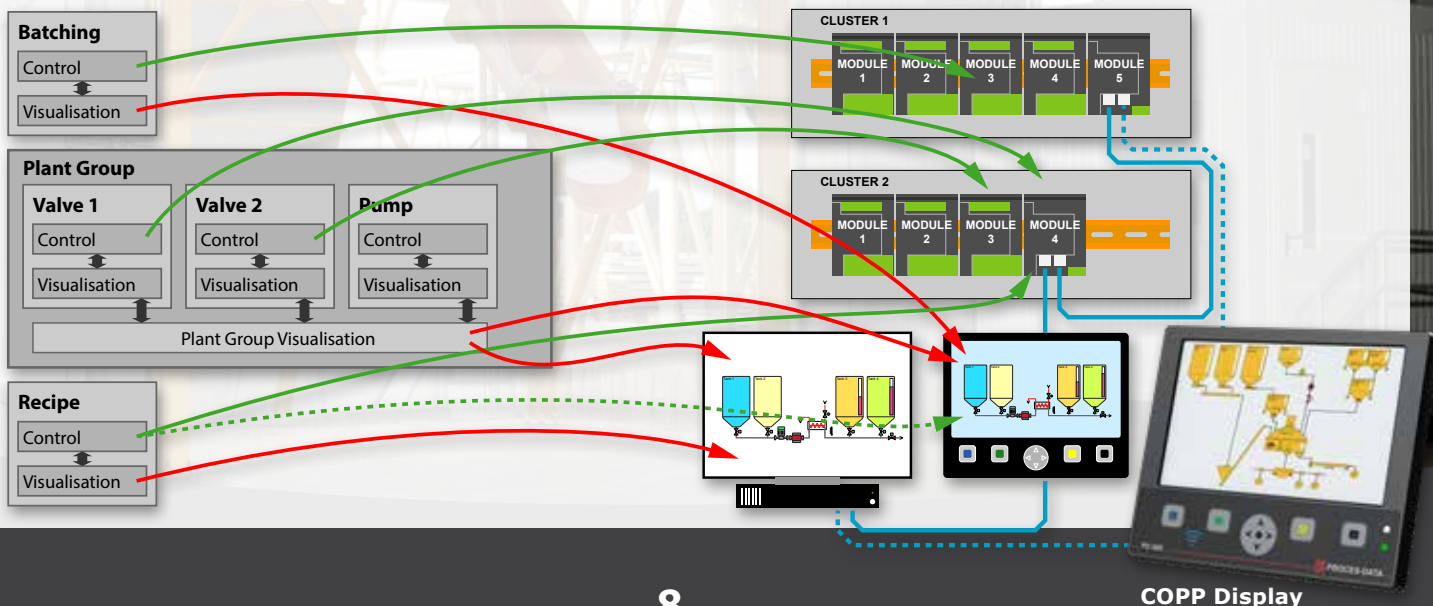 Batching
Control
Visualisation
Plant Group
Valve 1
Control
Visualisation
Valve 2
Control
Visualisation
Pump
Control
Visualisation
Plant Group Visualisation
Recipe
Control
Visualisation
CLUSTER 1
MODULE
1
MODULE
2
MODULE
3
MODULE
4
MODULE
5
CLUSTER 2
MODULE
1
MODULE
2
MODULE
3
MODULE
4
PROCES-DATA
COPP Display
8